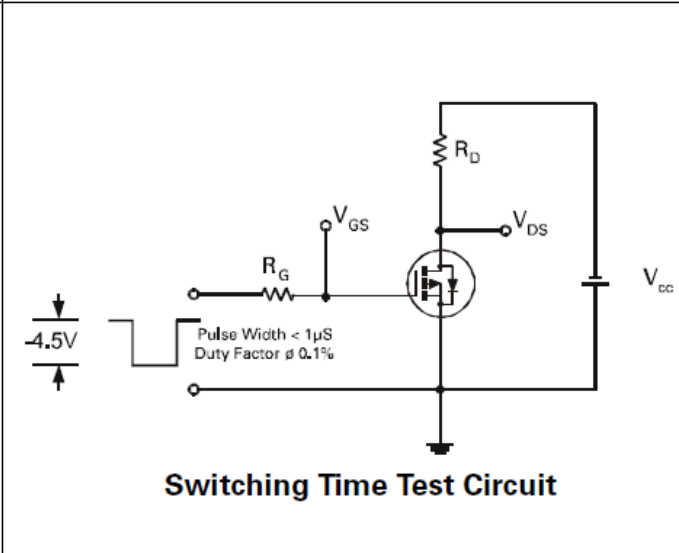 R_D
V_GS
V_DS
R_G
V_cc
-4.5V
Pulse Width < 1µS
Duty Factor ø 0.1%
Switching Time Test Circuit